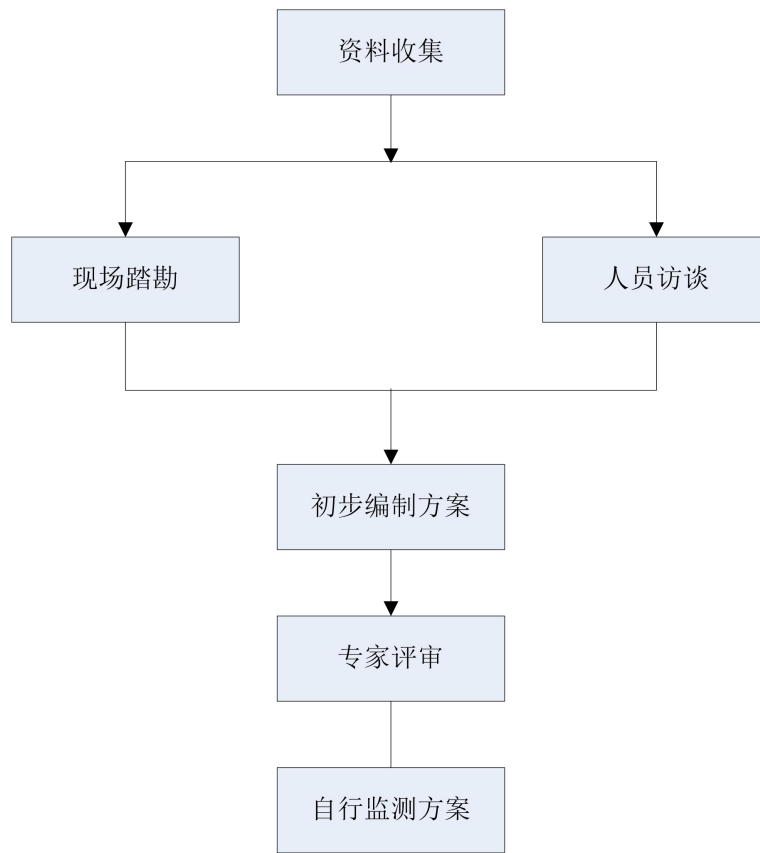 资料收集
现场踏勘
人员访谈
初步编制方案
专家评审
自行监测方案